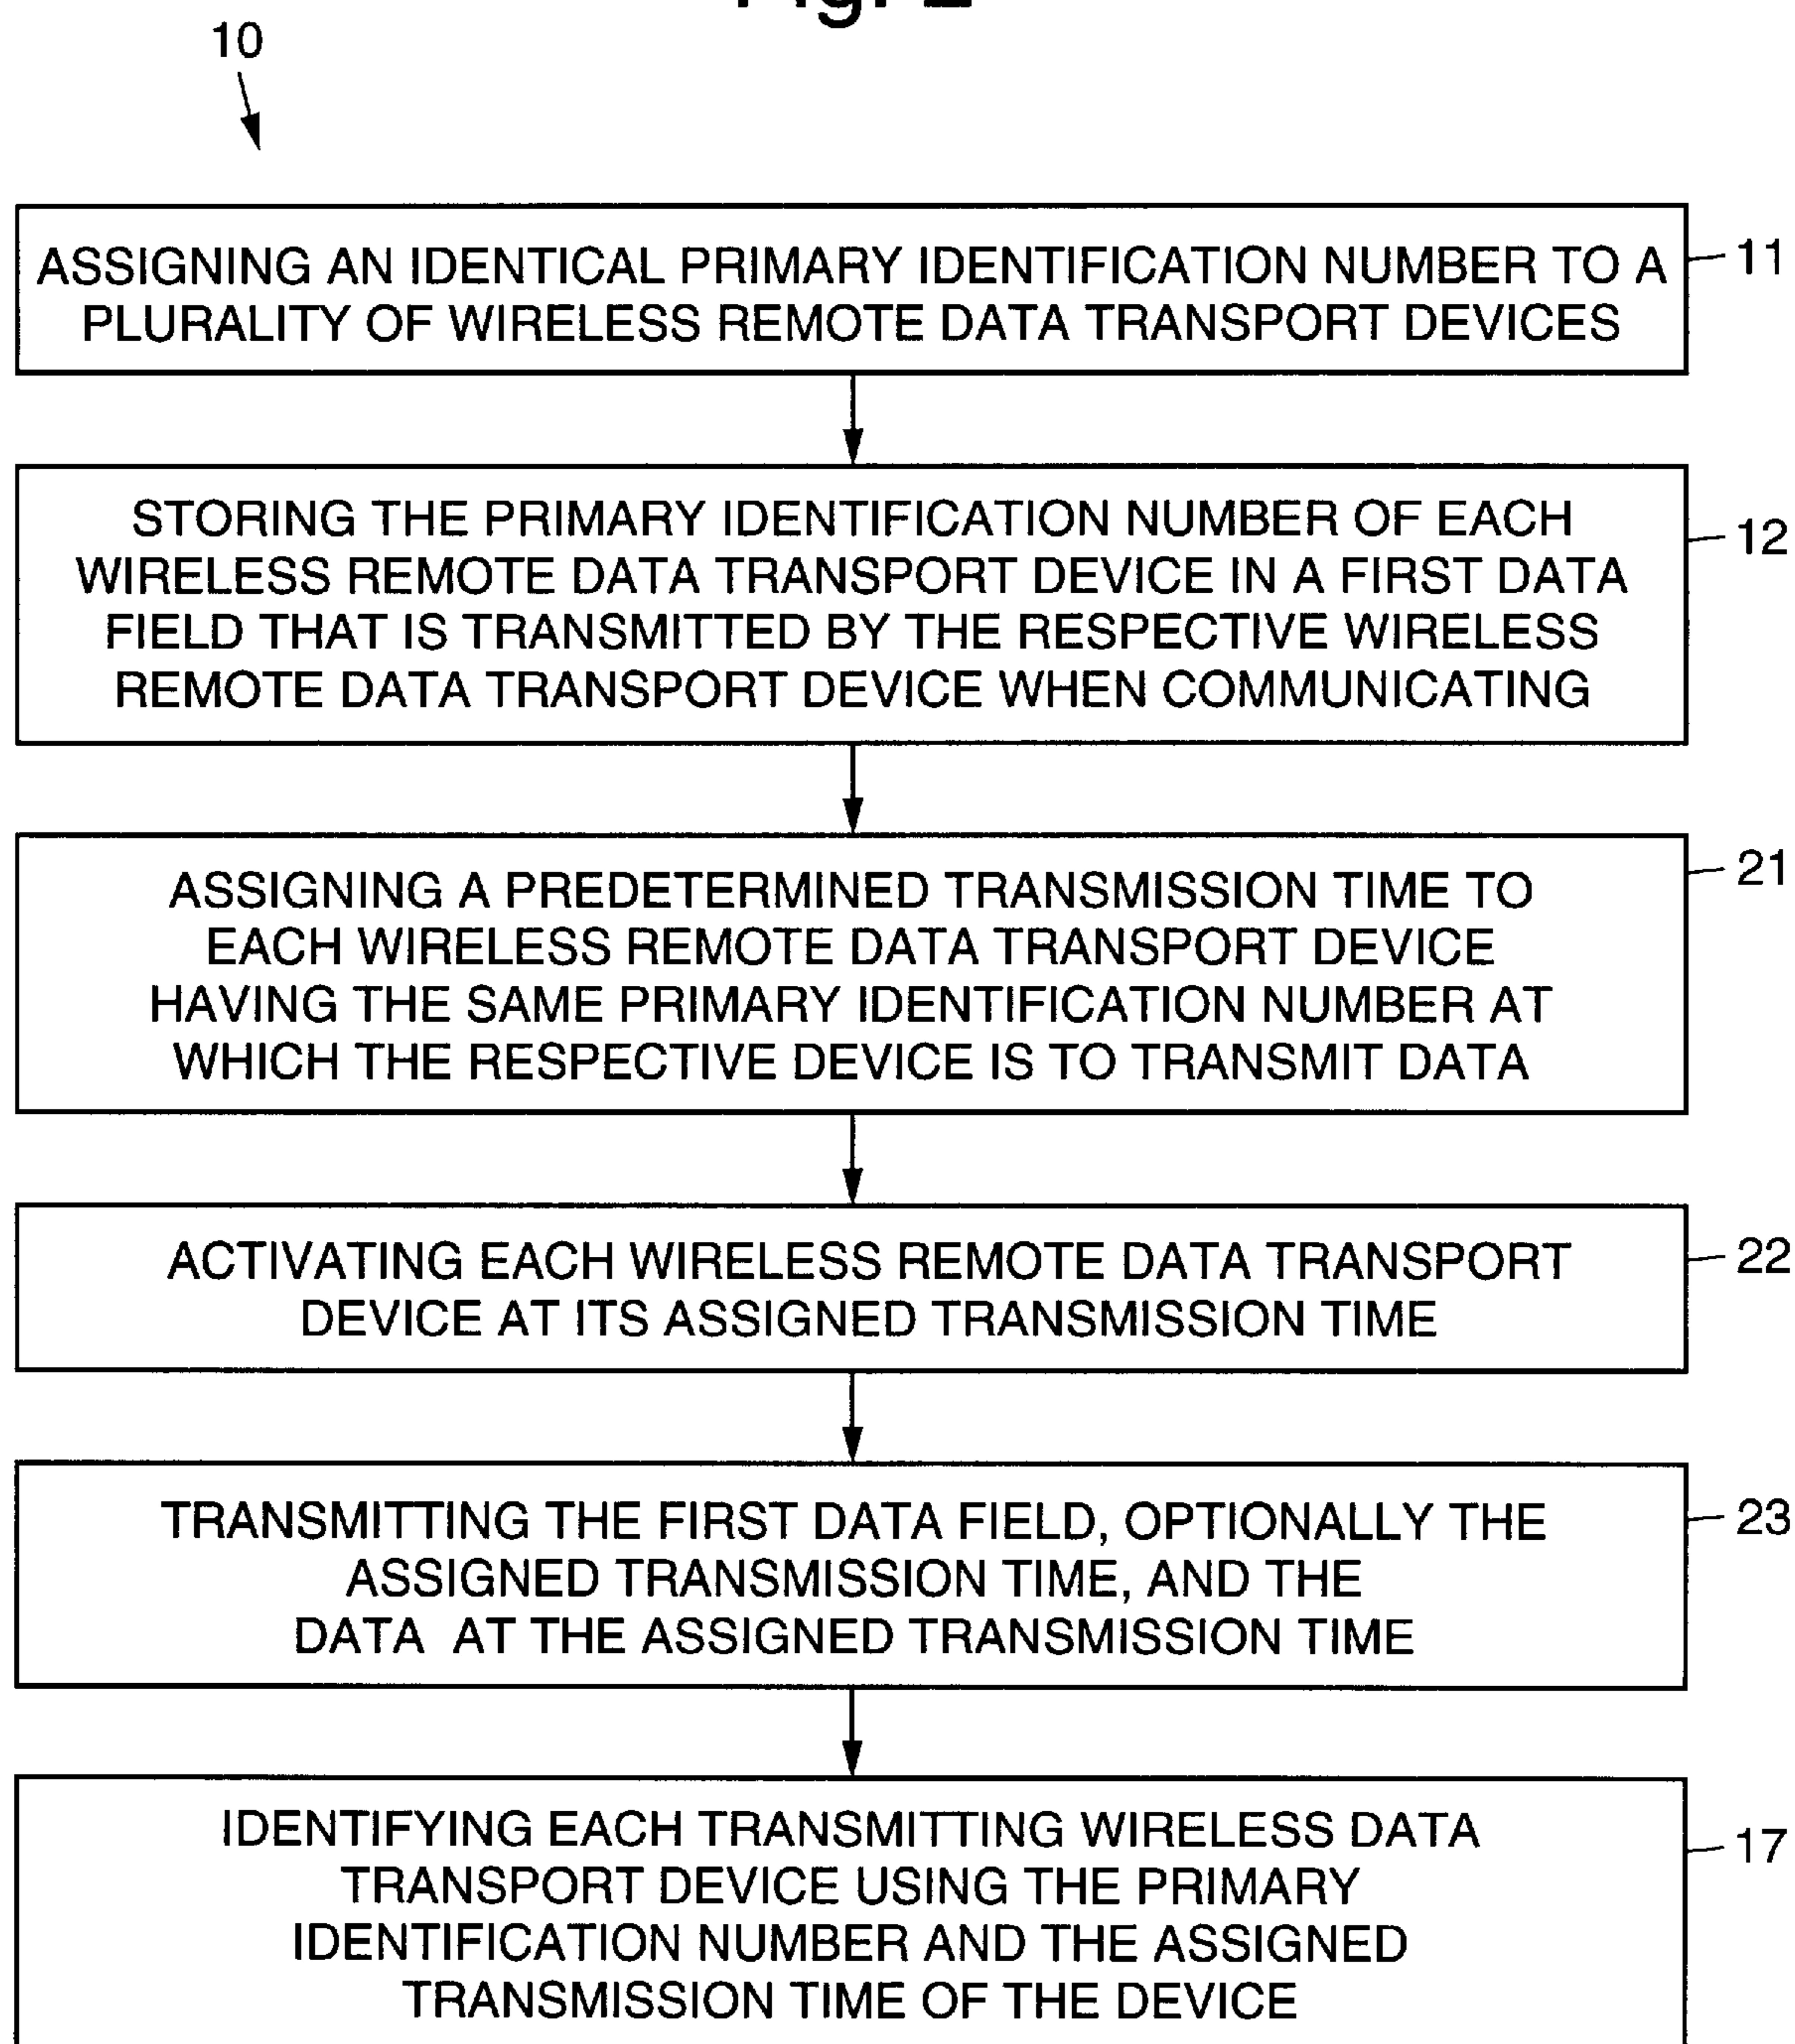 10
ASSIGNING AN IDENTICAL PRIMARY IDENTIFICATION NUMBER TO A
PLURALITY OF WIRELESS REMOTE DATA TRANSPORT DEVICES
11
STORING THE PRIMARY IDENTIFICATION NUMBER OF EACH
WIRELESS REMOTE DATA TRANSPORT DEVICE IN A FIRST DATA
FIELD THAT IS TRANSMITTED BY THE RESPECTIVE WIRELESS
REMOTE DATA TRANSPORT DEVICE WHEN COMMUNICATING
12
ASSIGNING A PREDETERMINED TRANSMISSION TIME TO
EACH WIRELESS REMOTE DATA TRANSPORT DEVICE
HAVING THE SAME PRIMARY IDENTIFICATION NUMBER AT
WHICH THE RESPECTIVE DEVICE IS TO TRANSMIT DATA
21
ACTIVATING EACH WIRELESS REMOTE DATA TRANSPORT
DEVICE AT ITS ASSIGNED TRANSMISSION TIME
22
TRANSMITTING THE FIRST DATA FIELD, OPTIONALLY THE
ASSIGNED TRANSMISSION TIME, AND THE
DATA AT THE ASSIGNED TRANSMISSION TIME
23
IDENTIFYING EACH TRANSMITTING WIRELESS DATA
TRANSPORT DEVICE USING THE PRIMARY
IDENTIFICATION NUMBER AND THE ASSIGNED
TRANSMISSION TIME OF THE DEVICE
17